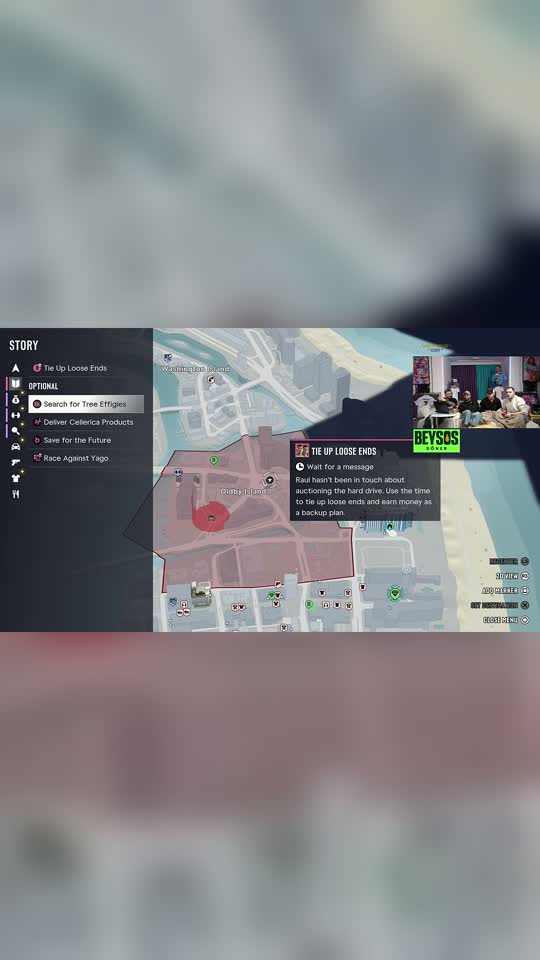 STORY
Tie Up Loose Ends
OPTIONAL
Search for Tree Effigies
Deliver Cellerica Products
Save for the Future
Race Against Yago
Washington Island
Oldby Island
TIE UP LOOSE ENDS
Wait for a message
Raul hasn't been in touch about
auctioning the hard drive. Use the time
to tie up loose ends and earn money as
a backup plan.
BEYSOS
DÖNER
RECENTER
2D VIEW
ADD MARKER
SET DESTINATION
CLOSE MENU